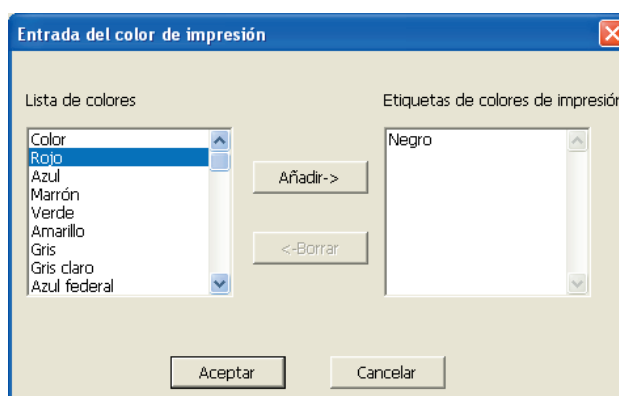 Entrada del color de impresión
Lista de colores
Etiquetas de colores de impresión
Color
Rojo
Azul
Marrón
Verde
Amarillo
Gris
Gris claro
Azul federal
Añadir->
<-Borrar
Negro
Aceptar
Cancelar